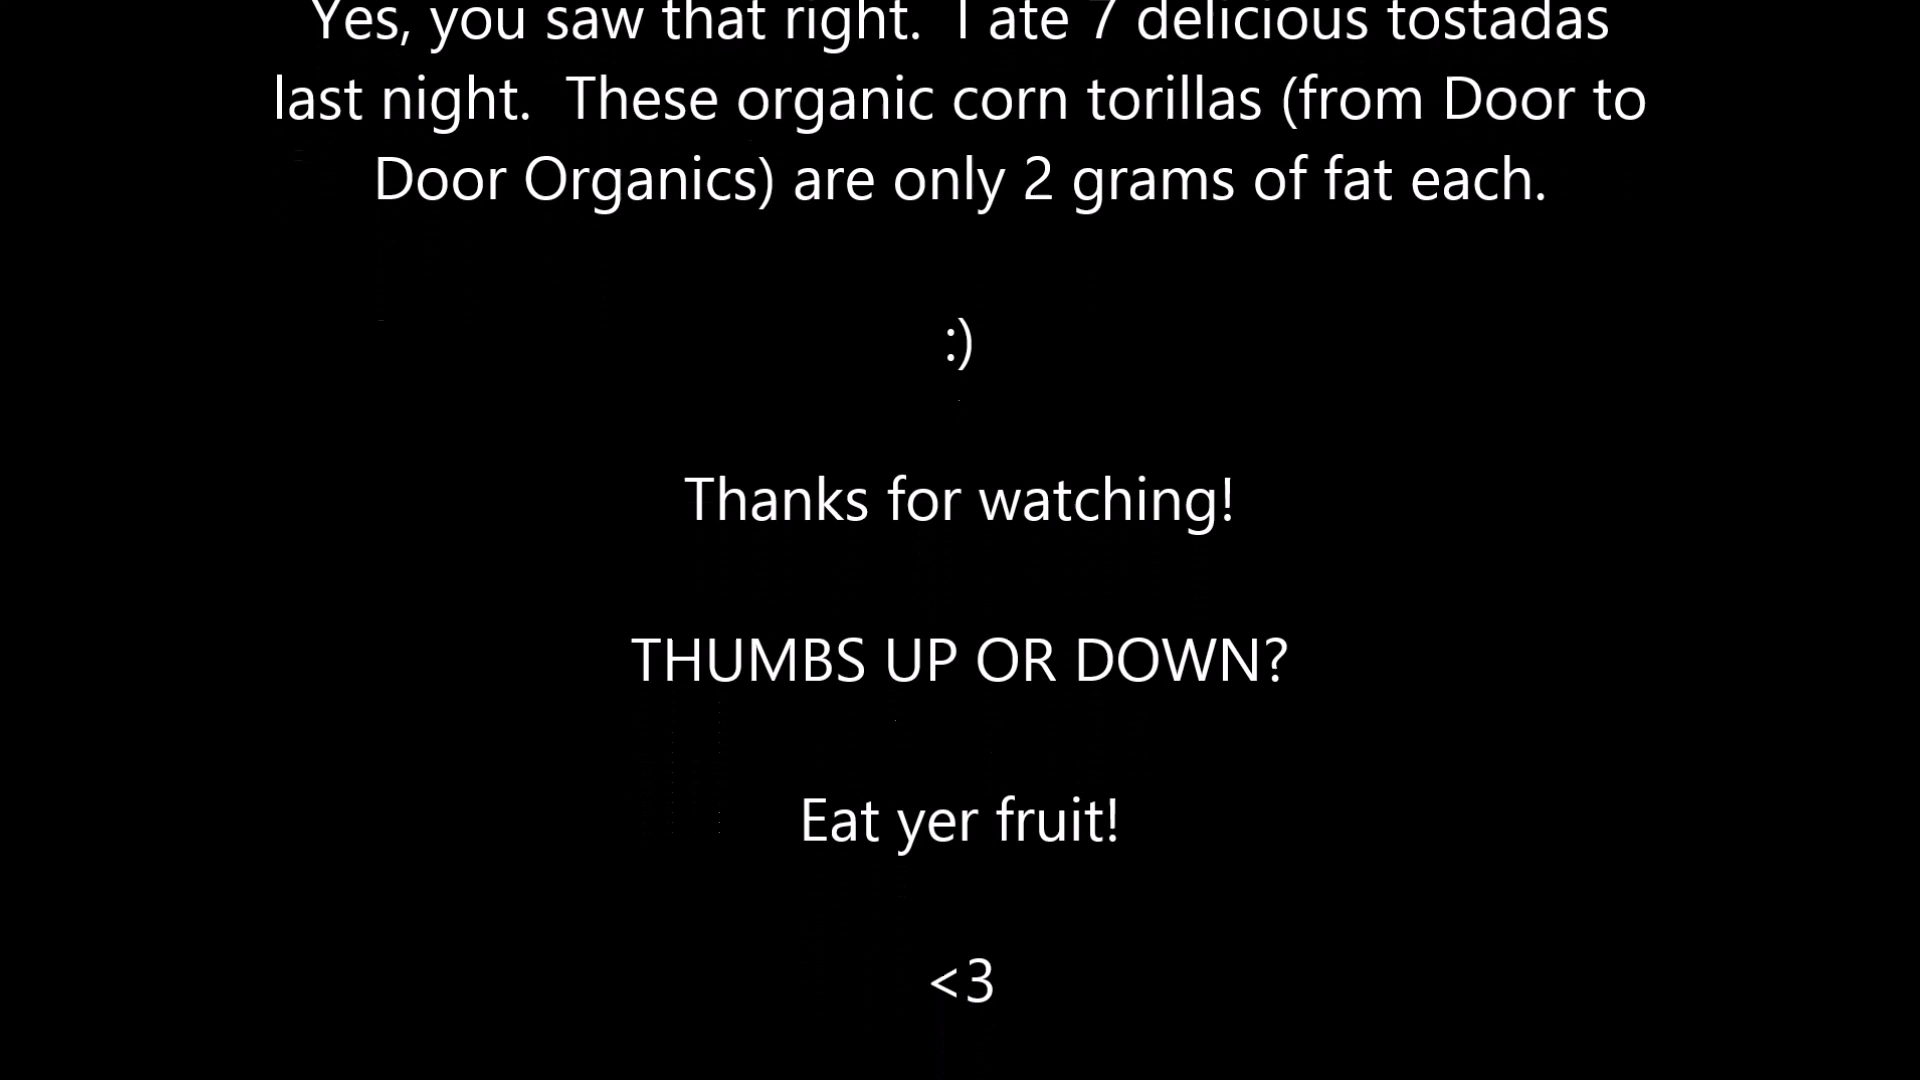 Yes, you saw that right.  I ate 7 delicious tostadas
last night.  These organic corn torillas (from Door to
Door Organics) are only 2 grams of fat each.
:)
Thanks for watching!
THUMBS UP OR DOWN?
Eat yer fruit!
<3